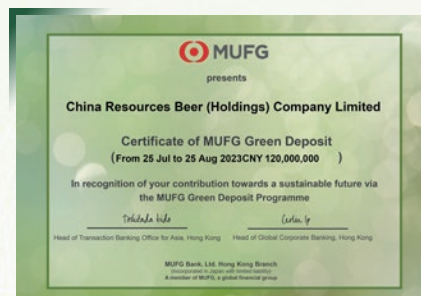 MUFG
presents
China Resources Beer (Holdings) Company Limited
Certificate of MUFG Green Deposit
(From 25 Jul to 25 Aug 2023CNY 120,000,000 )
In recognition of your contribution towards a sustainable future via
the MUFG Green Deposit Programme
Head of Transaction Banking Office for Asia, Hong Kong Head of Global Corporate Banking, Hong Kong
MUFG Bank, Ltd. Hong Kong Branch
(Incorporated in Japan with limited liability)
A member of MUFG, a global financial group